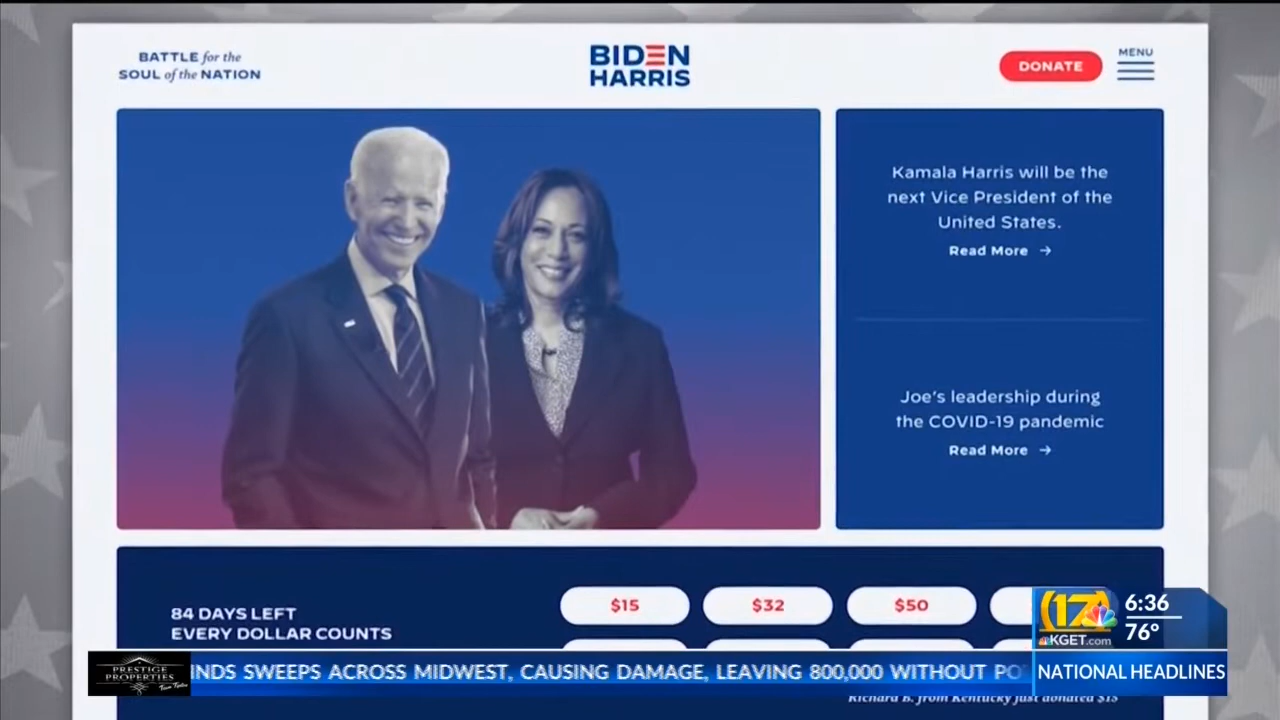 BATTLE for the
SOUL of the NATION
BIDEN
HARRIS
DONATE
MENU
Kamala Harris will be the
next Vice President of the
United States.
Read More →
Joe's leadership during
the COVID-19 pandemic
Read More →
84 DAYS LEFT
EVERY DOLLAR COUNTS
$15
$32
$50
17
KGET.com
6:36
76°
PRESTIGE
PROPERTIES
INDS SWEEPS ACROSS MIDWEST, CAUSING DAMAGE, LEAVING 800,000 WITHOUT PO
NATIONAL HEADLINES
Richard B. from Kentucky just donated $15